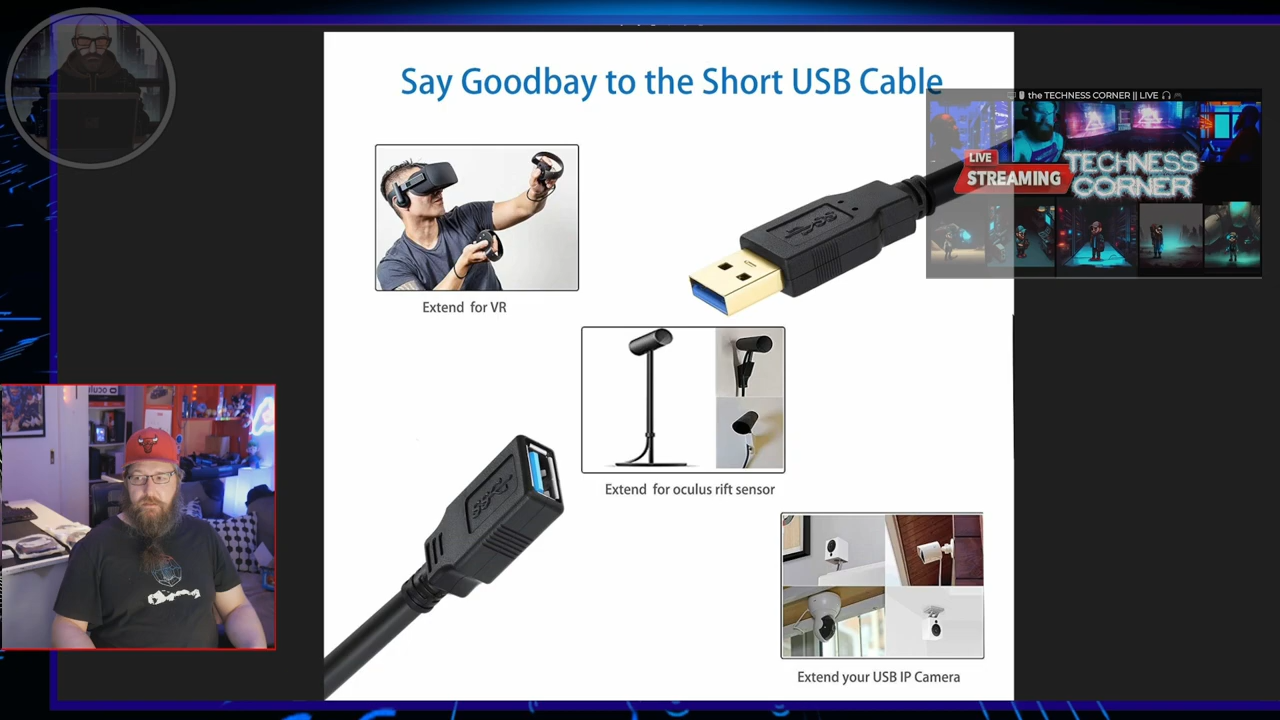 Say Goodbay to the Short USB Cable
the TECHNESS CORNER || LIVE
LIVE
STREAMING
TECHNESS
CORNER
Extend for VR
Extend for oculus rift sensor
Extend your USB IP Camera